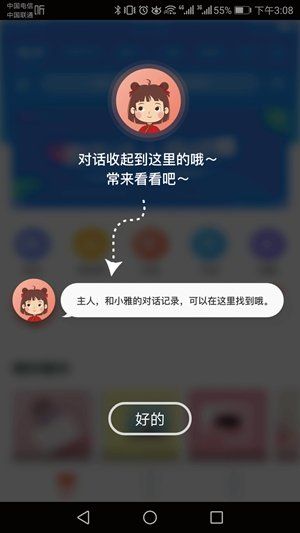 中国电信
中国联通
55% 下午3:08
对话收起到这里的哦～
常来看看吧～
主人，和小雅的对话记录，可以在这里找到哦。
好的